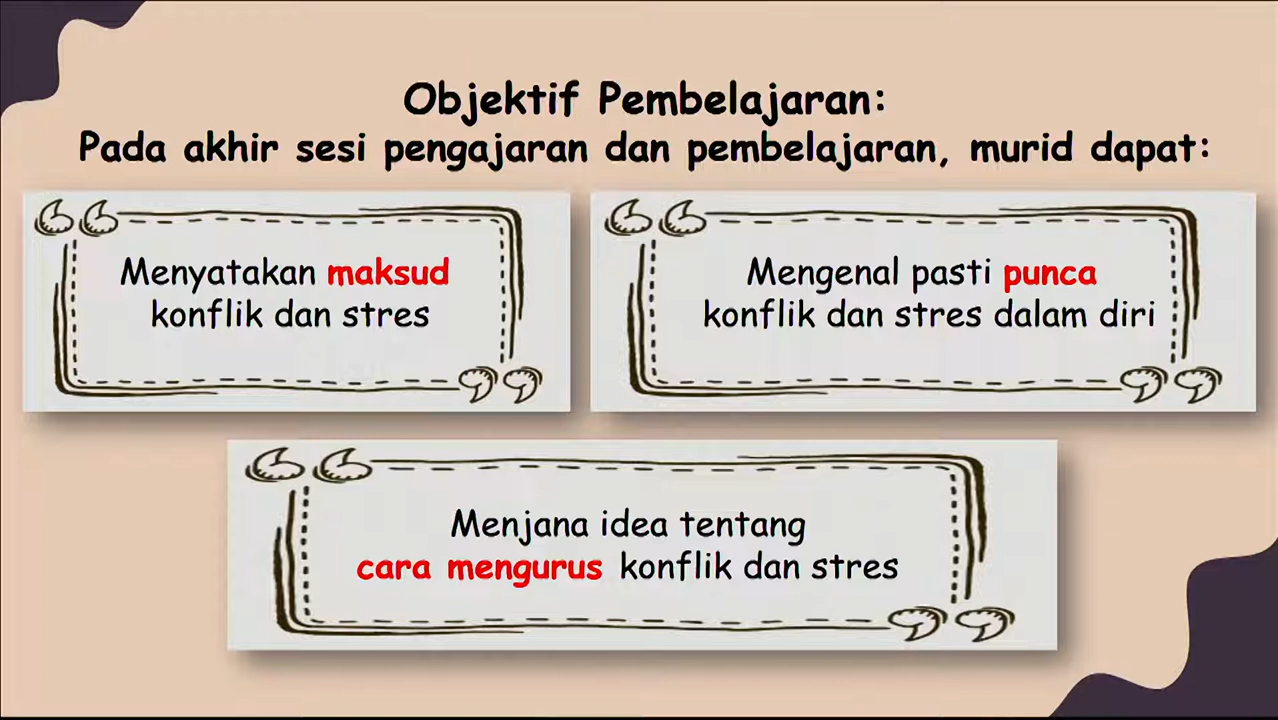 Objektif Pembelajaran:
Pada akhir sesi pengajaran dan pembelajaran, murid dapat:
Menyatakan maksud
konflik dan stres
Mengenal pasti punca
konflik dan stres dalam diri
Menjana idea tentang
cara mengurus konflik dan stres